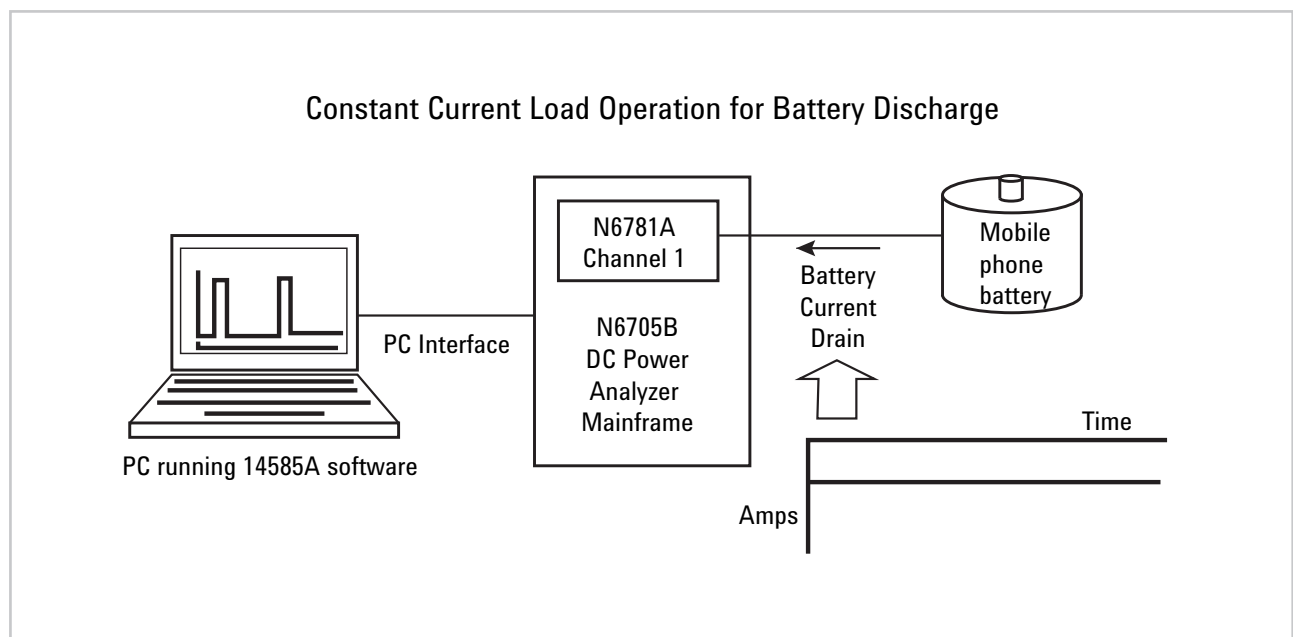 Constant Current Load Operation for Battery Discharge
N6781A
Channel 1
Mobile
phone
battery
Battery
Current
Drain
PC Interface
N6705B
DC Power
Analyzer
Mainframe
PC running 14585A software
Time
Amps